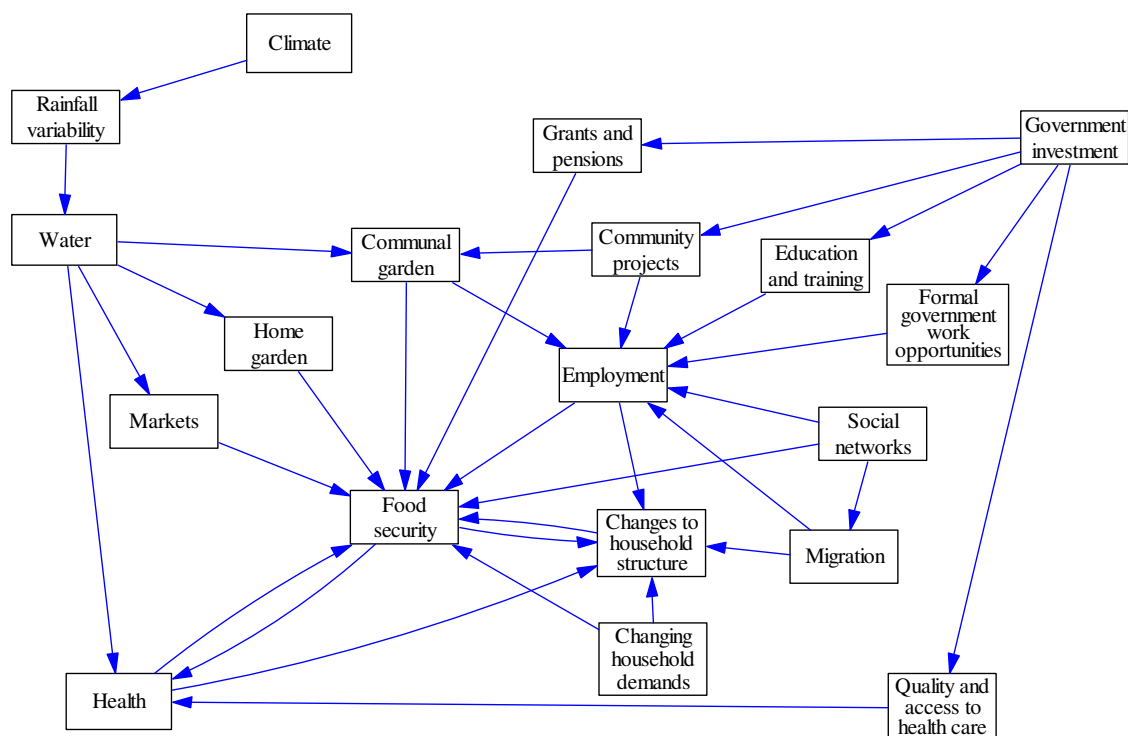 Climate
Rainfall
variability
Grants and
pensions
Government
investment
Water
Communal
garden
Community
projects
Education
and training
Formal
government
work
opportunities
Home
garden
Employment
Markets
Social
networks
Food
security
Changes to
household
structure
Migration
Changing
household
demands
Health
Quality and
access to
health care